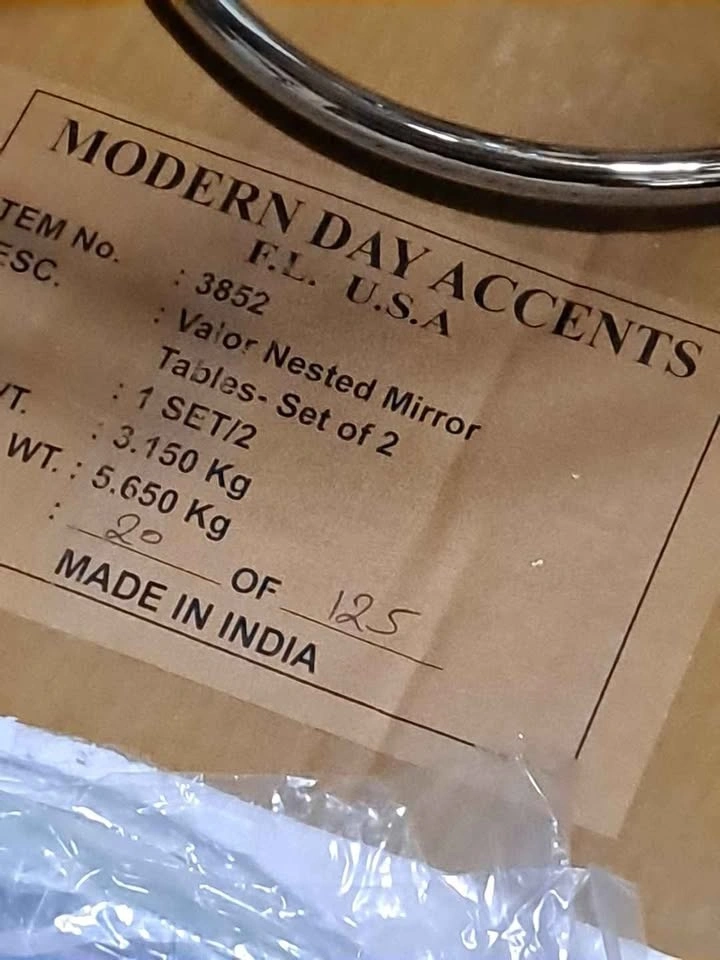 MODERN DAY ACCENTS
F.L. U.S.A
TEM No. : 3852
ESC. : Valor Nested Mirror
Tables- Set of 2
: 1 SET/2
VT. : 3.150 Kg
WT. : 5.650 Kg
: 20 OF 125
MADE IN INDIA